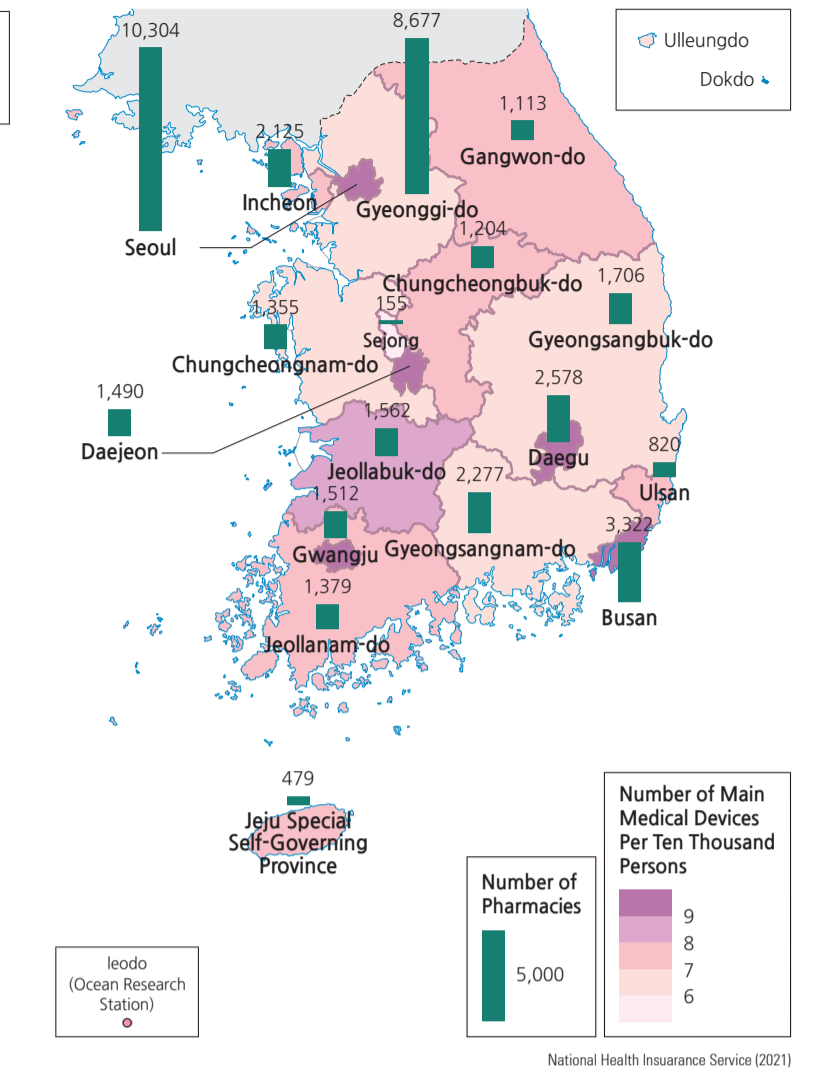 10,304
8,677
Ulleungdo
Dokdo
1,113
2,125
Gangwon-do
Incheon
Gyeonggi-do
Seoul
1,204
Chungcheongbuk-do
1,706
1,355
155
Sejong
Gyeongsangbuk-do
Chungcheongnam-do
2,578
1,490
1,562
Daejeon
Daegu
820
Jeollabuk-do
2,277
Ulsan
1,512
3,322
Gwangju
Gyeongsangnam-do
1,379
Busan
Jeollanam-do
479
Jeju Special
Self-Governing
Province
Number of Main
Medical Devices
Per Ten Thousand
Persons
9
8
7
6
Number of
Pharmacies
5,000
Ieodo
(Ocean Research
Station)
National Health Insuarance Service (2021)